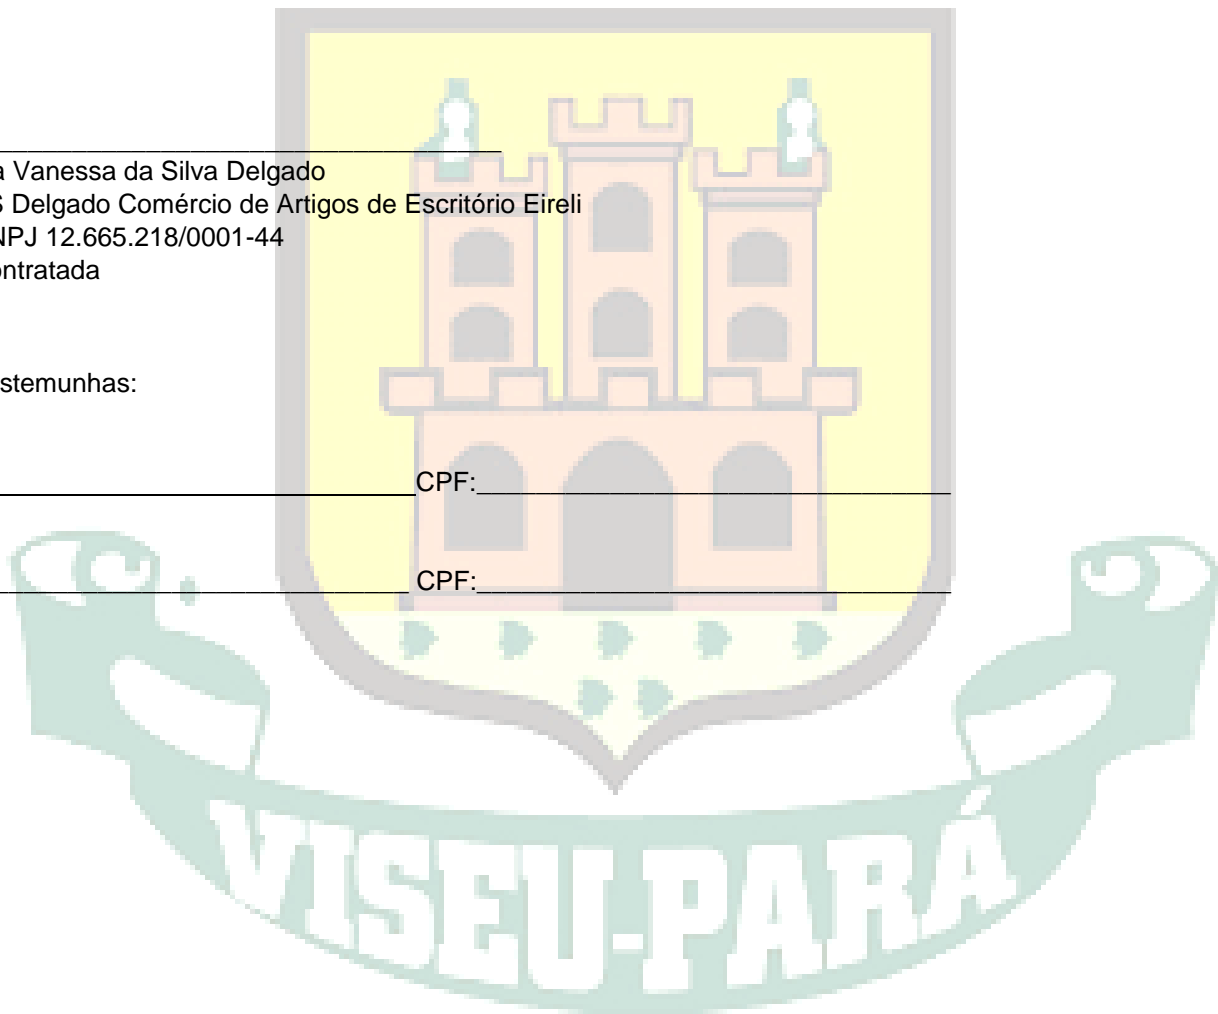 a Vanessa da Silva Delgado
S Delgado Comércio de Artigos de Escritório Eireli
NPJ 12.665.218/0001-44
ontratada
stemunhas:
CPF:
CPF:
VISEU-PARÁ